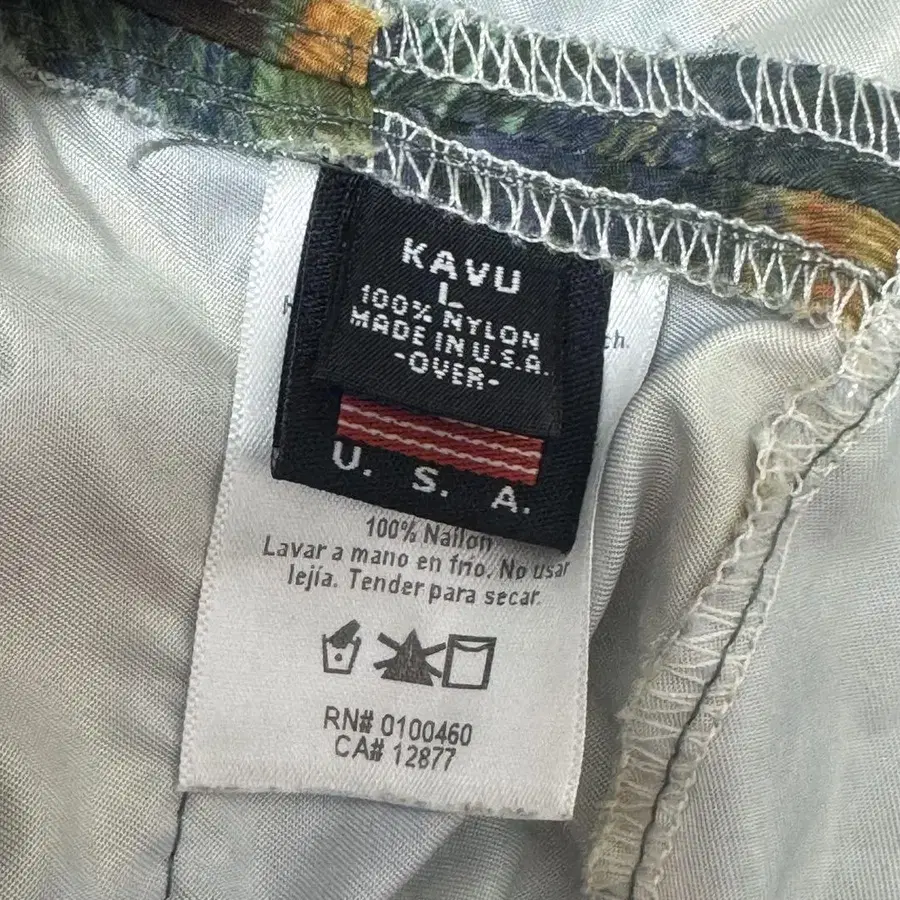 KAVU
L
100% NYLON
MADE IN U.S.A.
-OVER-
U. S. A.
ch.
100% Nailon
Lavar a mano en frío. No usar
lejía. Tender para secar.
RN# 0100460
CA# 12877